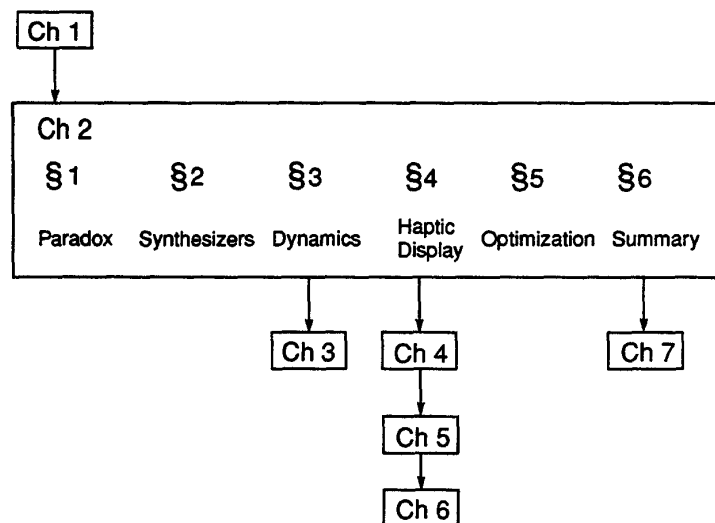 Ch 1
Ch 2
§1 §2 §3 §4 §5 §6
Paradox Synthesizers Dynamics Haptic Display Optimization Summary
Ch 3 Ch 4 Ch 7
Ch 5
Ch 6